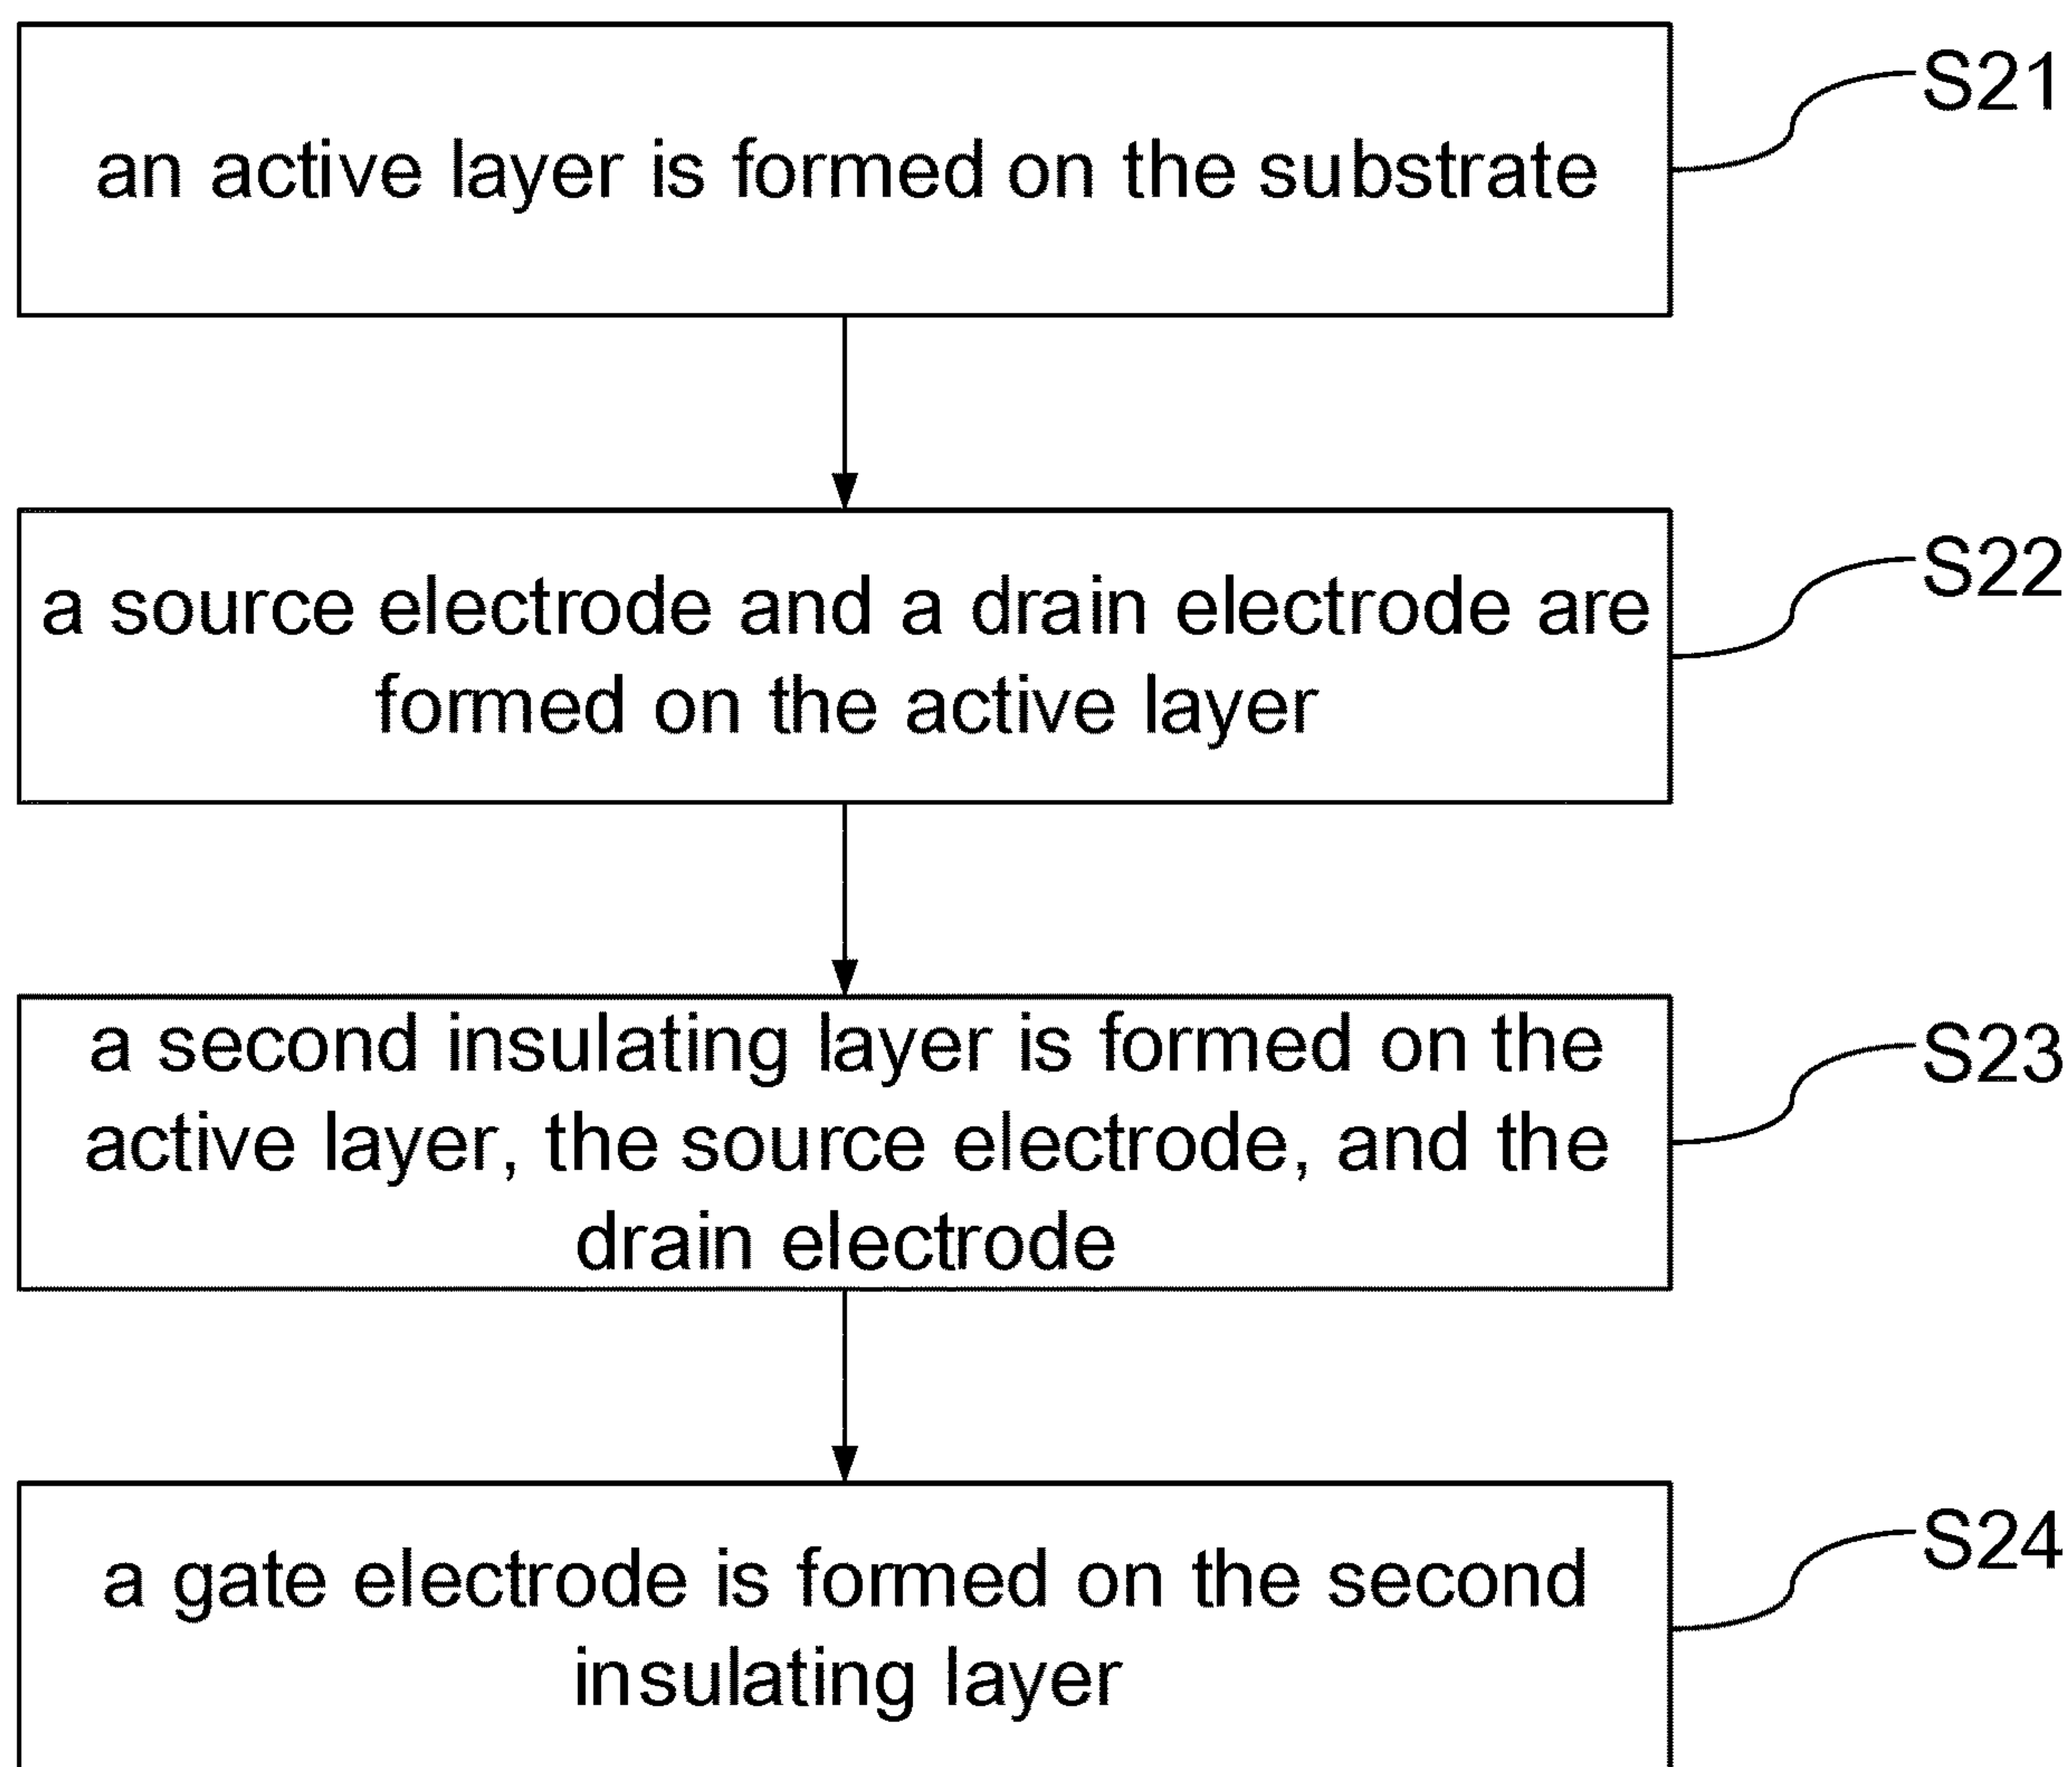 an active layer is formed on the substrate
S21
a source electrode and a drain electrode are
formed on the active layer
S22
a second insulating layer is formed on the
active layer, the source electrode, and the
drain electrode
S23
a gate electrode is formed on the second
insulating layer
S24